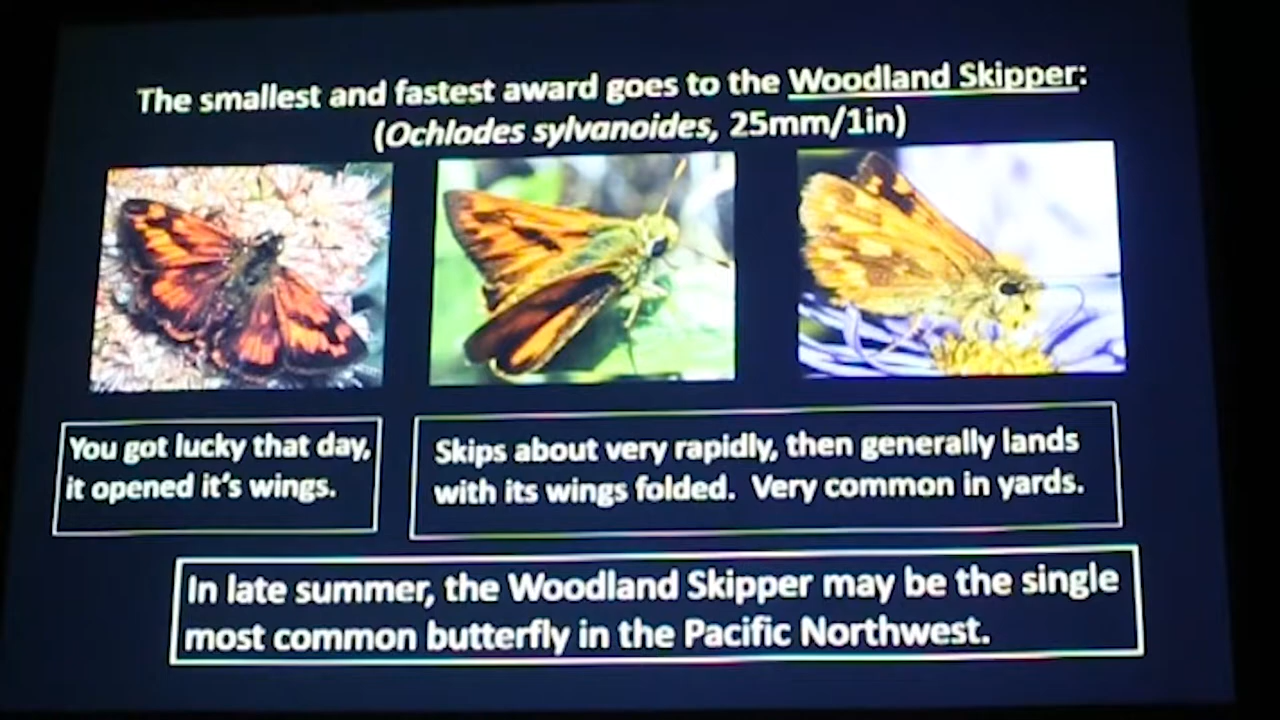 The smallest and fastest award goes to the Woodland Skipper:
(Ochlodes sylvanoides, 25mm/1in)
You got lucky that day,
it opened it's wings.
Skips about very rapidly, then generally lands
with its wings folded.  Very common in yards.
In late summer, the Woodland Skipper may be the single
most common butterfly in the Pacific Northwest.